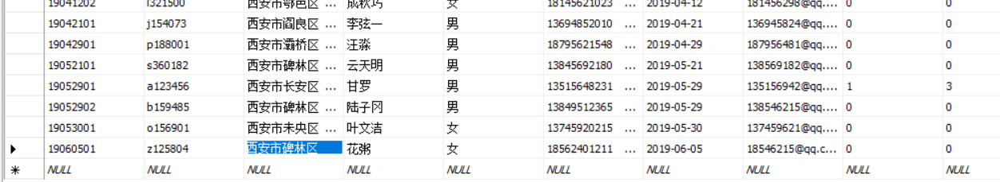 19041202 l321500 西安市鄠邑区 ... 成秋巧 女 18145621023 ... 2019-04-12 181456298@qq.... 0 0
19042101 j154073 西安市阎良区 ... 李弦一 男 13694852010 ... 2019-04-21 136945824@qq.... 0 0
19042901 p188001 西安市灞桥区 ... 汪淼 男 18795621548 ... 2019-04-29 187956481@qq.... 0 0
19052101 s360182 西安市碑林区 ... 云天明 男 13845692180 ... 2019-05-21 138569182@qq.... 0 0
19052901 a123456 西安市长安区 ... 甘罗 男 13515648231 ... 2019-05-29 135156942@qq.... 1 3
19052902 b159485 西安市碑林区 ... 陆子冈 男 13849512365 ... 2019-05-29 138546215@qq.... 0 0
19053001 o156901 西安市未央区 ... 叶文洁 女 13745920215 ... 2019-05-30 137459621@qq.... 0 0
19060501 z125804 西安市碑林区 花粥 女 18562401211 ... 2019-06-05 18546215@qq.c... 0 0
NULL NULL NULL NULL NULL NULL NULL NULL NULL NULL